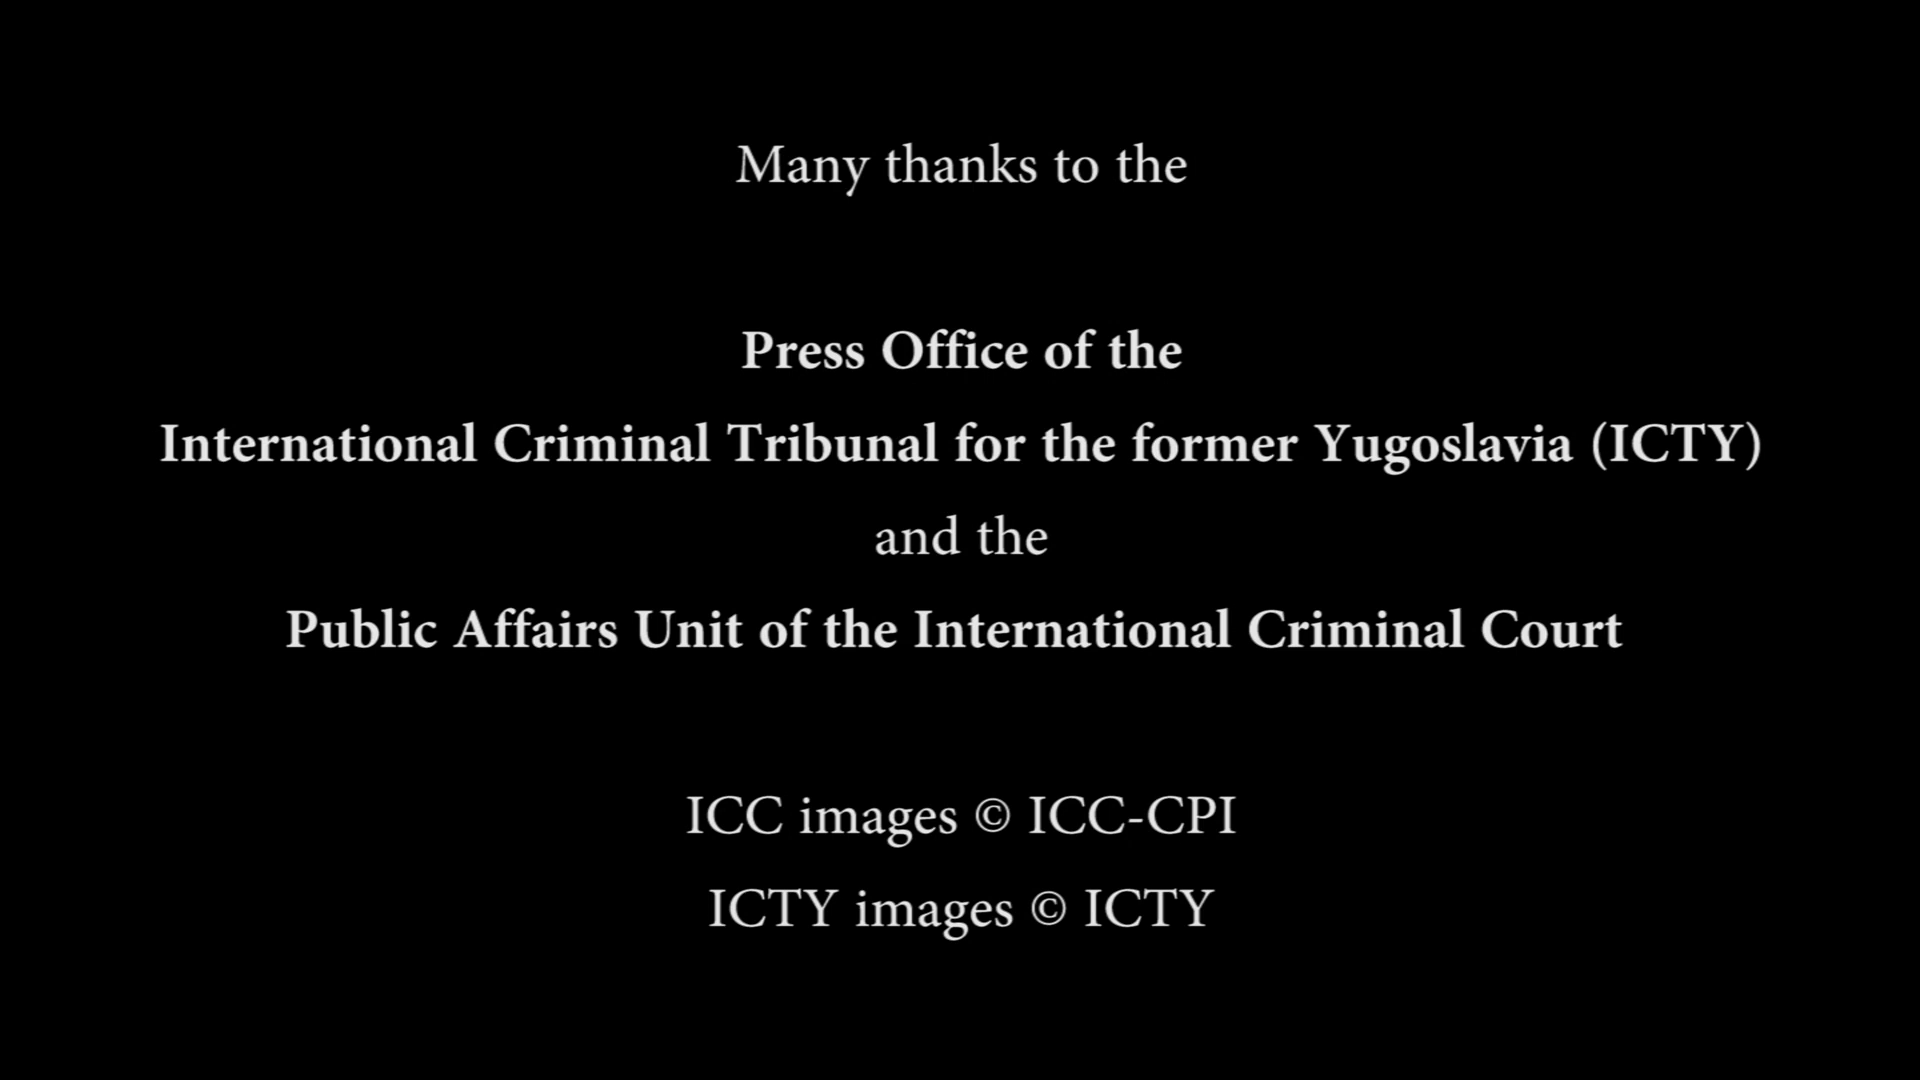 Many thanks to the
Press Office of the
International Criminal Tribunal for the former Yugoslavia (ICTY)
and the
Public Affairs Unit of the International Criminal Court
ICC images © ICC-CPI
ICTY images © ICTY